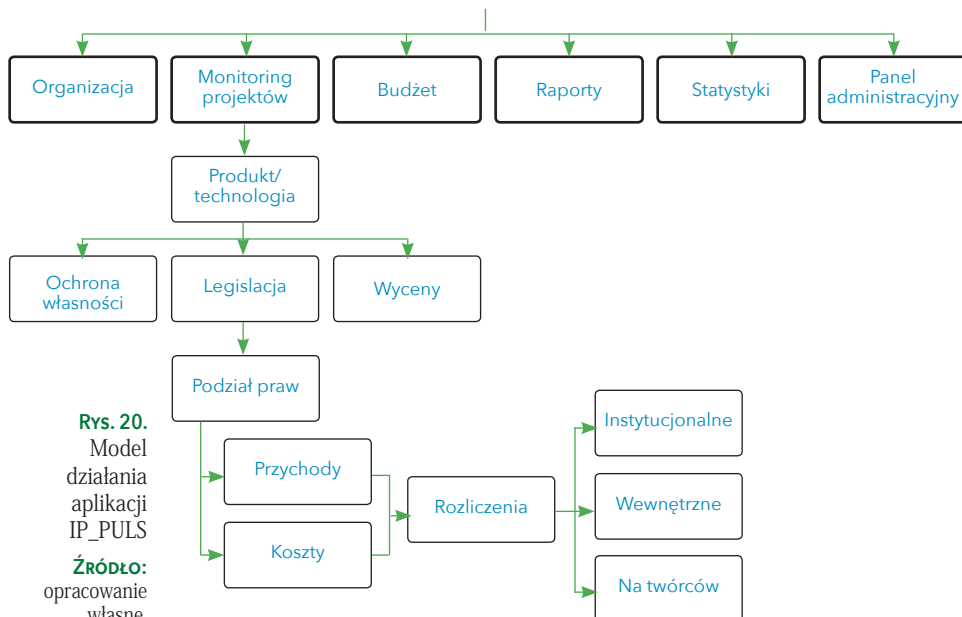 Organizacja
Monitoring
projektów
Budżet
Raporty
Statystyki
Panel
administracyjny
Produkt/
technologia
Ochrona
własności
Legislacja
Wyceny
Podział praw
Przychody
Koszty
Rozliczenia
Instytucjonalne
Wewnętrzne
Na twórców
Rys. 20.
Model
działania
aplikacji
IP_PULS
Źródło:
opracowanie
własne.